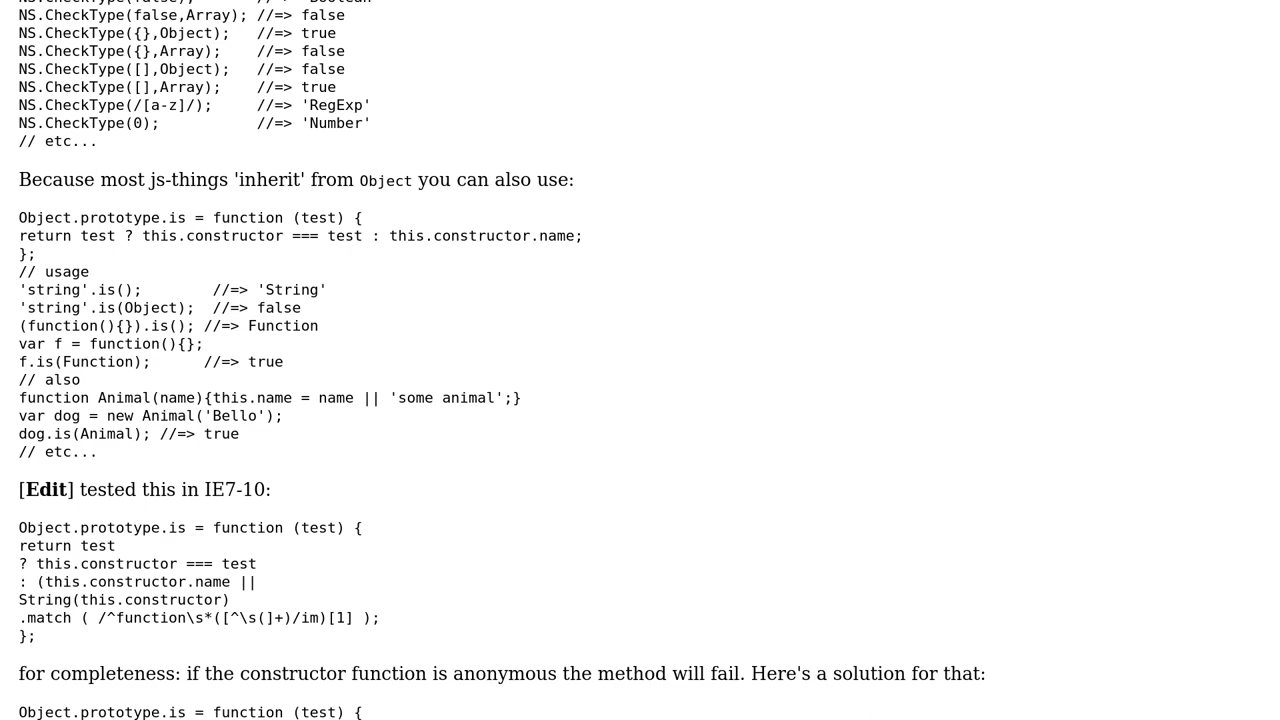 NS.CheckType(false,Array); //=> false
NS.CheckType({},Object);   //=> true
NS.CheckType({},Array);    //=> false
NS.CheckType([],Object);   //=> false
NS.CheckType([],Array);    //=> true
NS.CheckType(/[a-z]/);     //=> 'RegExp'
NS.CheckType(0);           //=> 'Number'
// etc...
Because most js-things 'inherit' from Object you can also use:
Object.prototype.is = function (test) {
return test ? this.constructor === test : this.constructor.name;
};
// usage
'string'.is();        //=> 'String'
'string'.is(Object);  //=> false
(function(){}).is(); //=> Function
var f = function(){};
f.is(Function);      //=> true
// also
function Animal(name){this.name = name || 'some animal';}
var dog = new Animal('Bello');
dog.is(Animal); //=> true
// etc...
[Edit] tested this in IE7-10:
Object.prototype.is = function (test) {
return test
? this.constructor === test
: (this.constructor.name ||
String(this.constructor)
.match ( /^function\s*([^\s(]+)/im)[1] );
};
for completeness: if the constructor function is anonymous the method will fail. Here's a solution for that:
Object.prototype.is = function (test) {